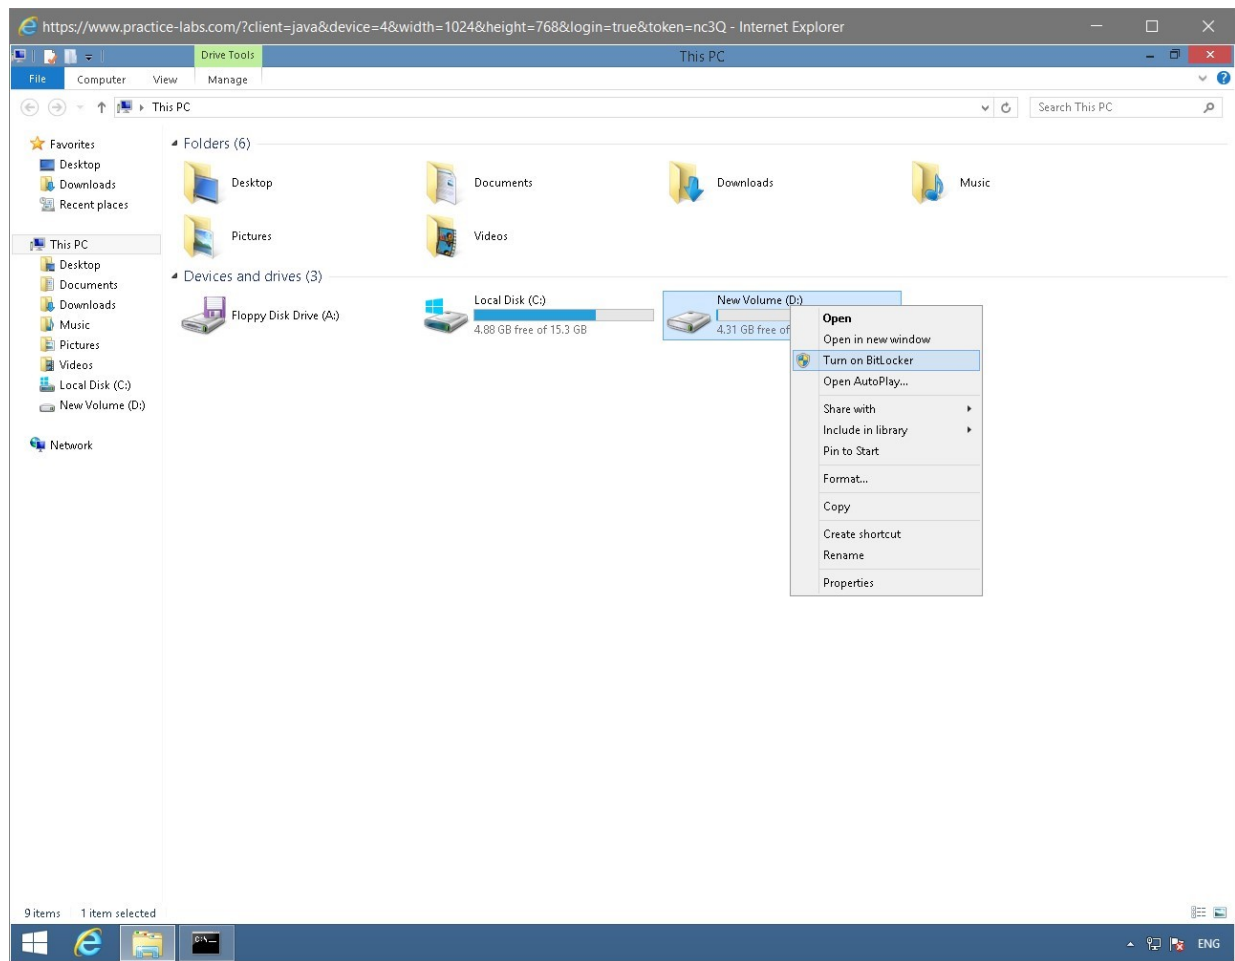 https://www.practice-labs.com/?client=java&device=4&width=1024&height=768&login=true&token=nc3Q - Internet Explorer
Drive Tools
This PC
File Computer View Manage
This PC
Search This PC
Favorites
Desktop
Downloads
Recent places
This PC
Desktop
Documents
Downloads
Music
Pictures
Videos
Local Disk (C:)
New Volume (D:)
Network
Folders (6)
Desktop
Documents
Downloads
Music
Pictures
Videos
Devices and drives (3)
Floppy Disk Drive (A:)
Local Disk (C:)
4.88 GB free of 15.3 GB
New Volume (D:)
4.31 GB free of
Open
Open in new window
Turn on BitLocker
Open AutoPlay...
Share with
Include in library
Pin to Start
Format...
Copy
Create shortcut
Rename
Properties
9 items 1 item selected
C:\_
ENG